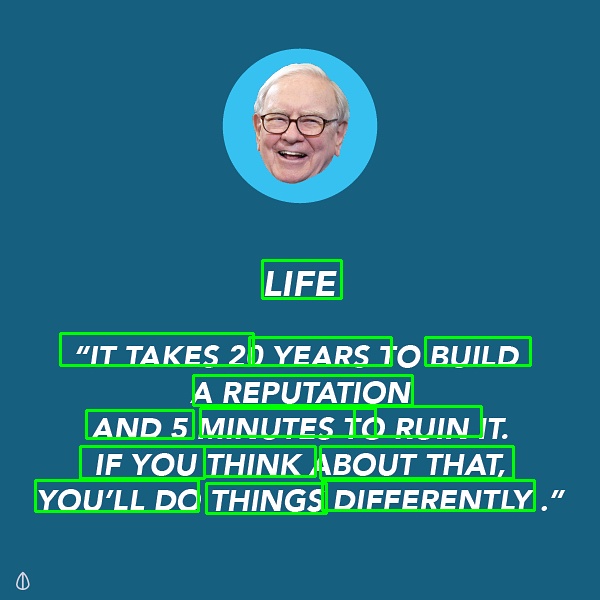 LIFE
“IT TAKES 20 YEARS TO BUILD
A REPUTATION
AND 5 MINUTES TO RUIN IT.
IF YOU THINK ABOUT THAT,
YOU’LL DO THINGS DIFFERENTLY .”